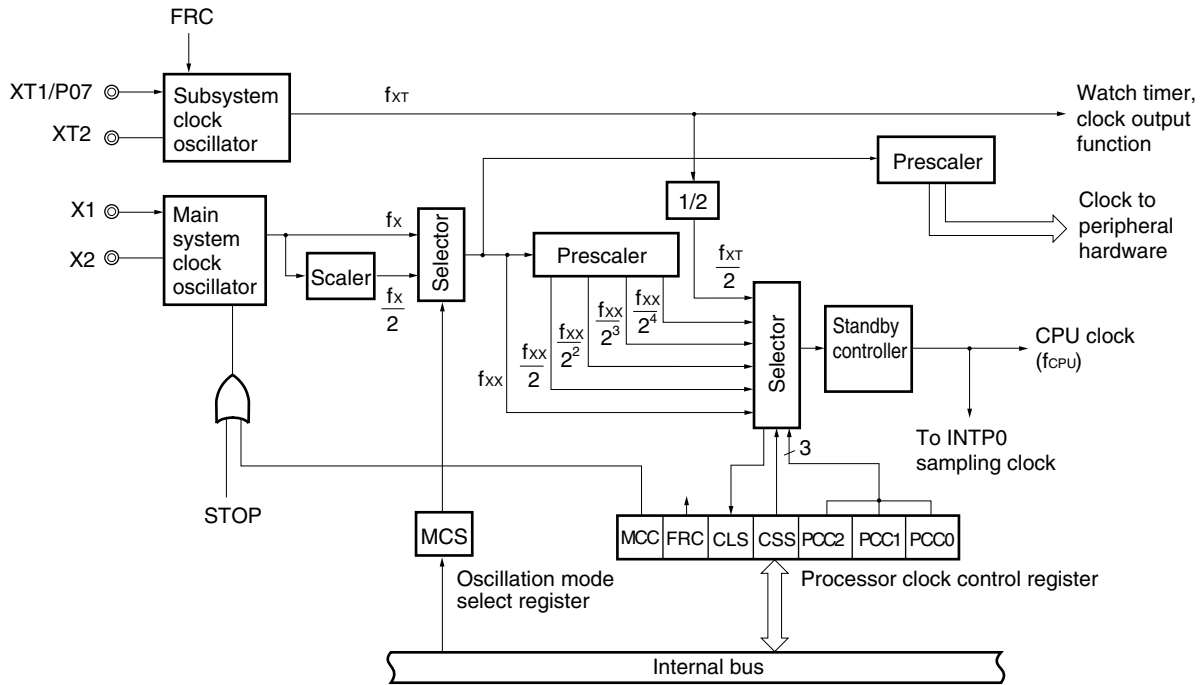 FRC
XT1/P07
XT2
Subsystem
clock
oscillator
fXT
Watch timer,
clock output
function
Prescaler
1/2
Clock to
peripheral
hardware
X1
X2
Main
system
clock
oscillator
fX
Scaler
fX/2
Selector
Prescaler
fXT/2
fXX
fXX/2
fXX/2²
fXX/2³
fXX/2⁴
Selector
Standby
controller
CPU clock
(fCPU)
To INTP0
sampling clock
3
STOP
MCS
Oscillation mode
select register
MCC FRC CLS CSS PCC2 PCC1 PCC0
Processor clock control register
Internal bus